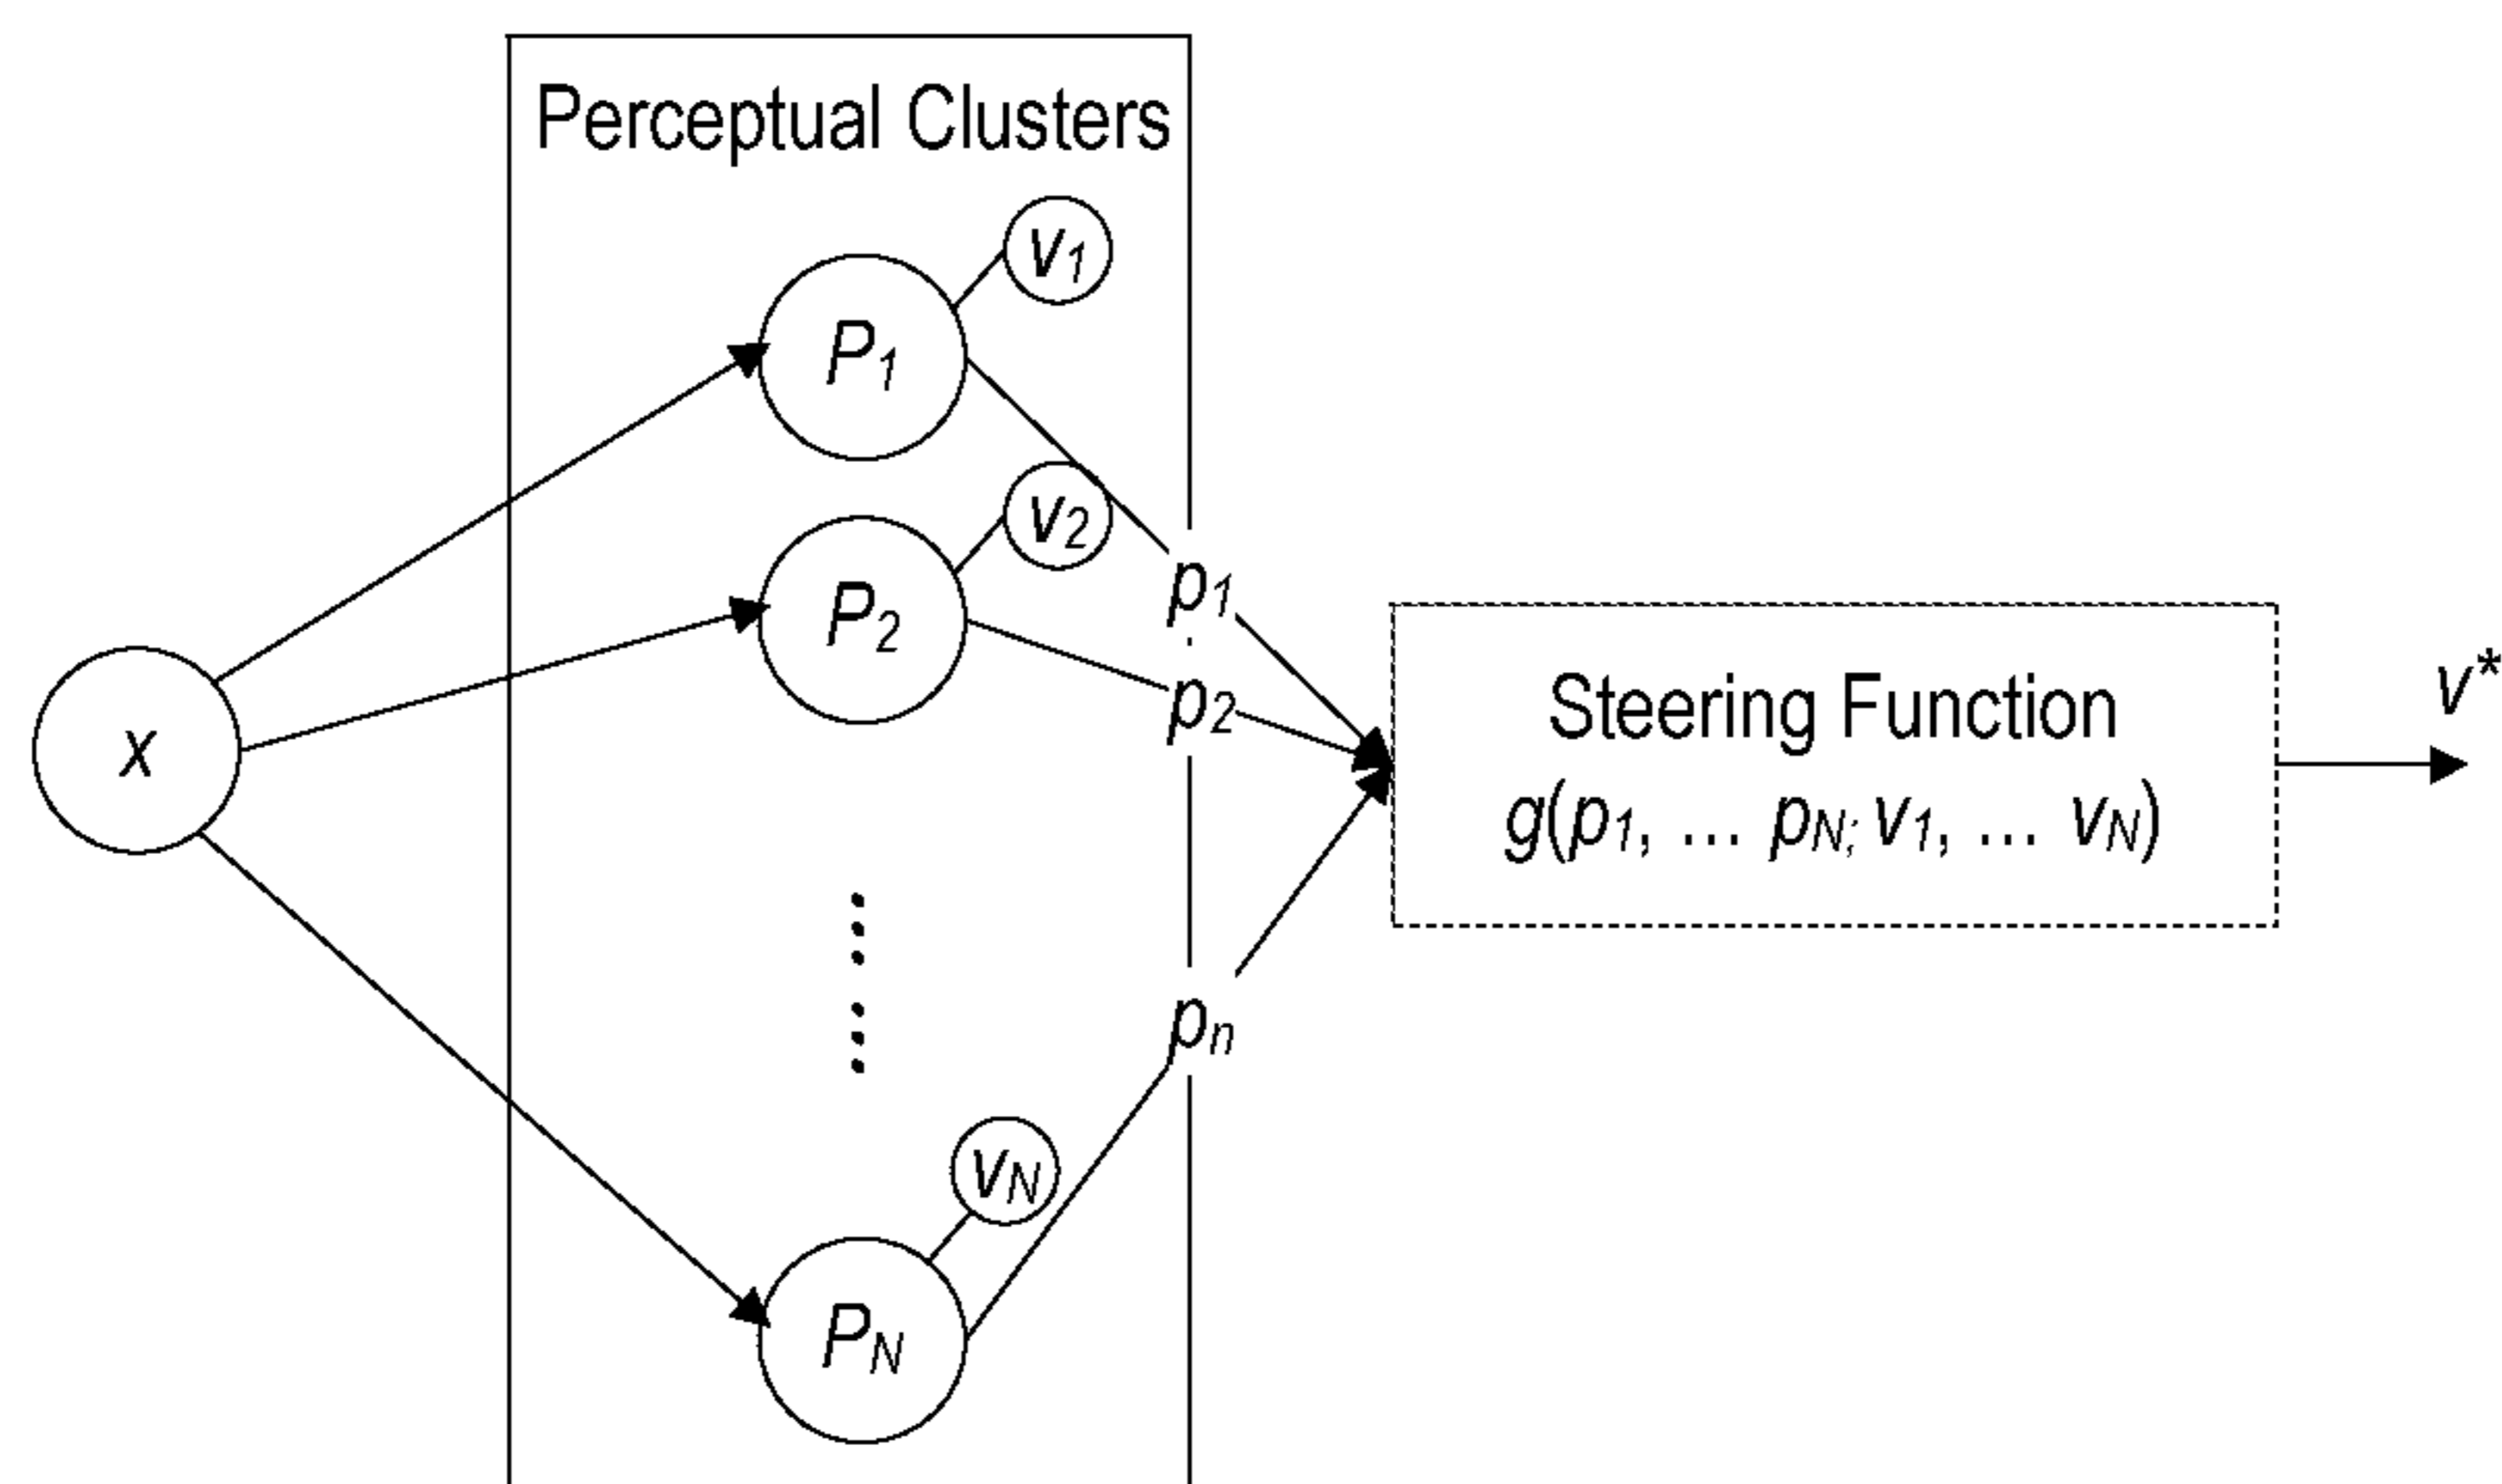 Perceptual Clusters
v1
P1
v2
p1
P2
p2
x
Steering Function
g(p1, ... pN; v1, ... vN)
v*
pn
vN
PN